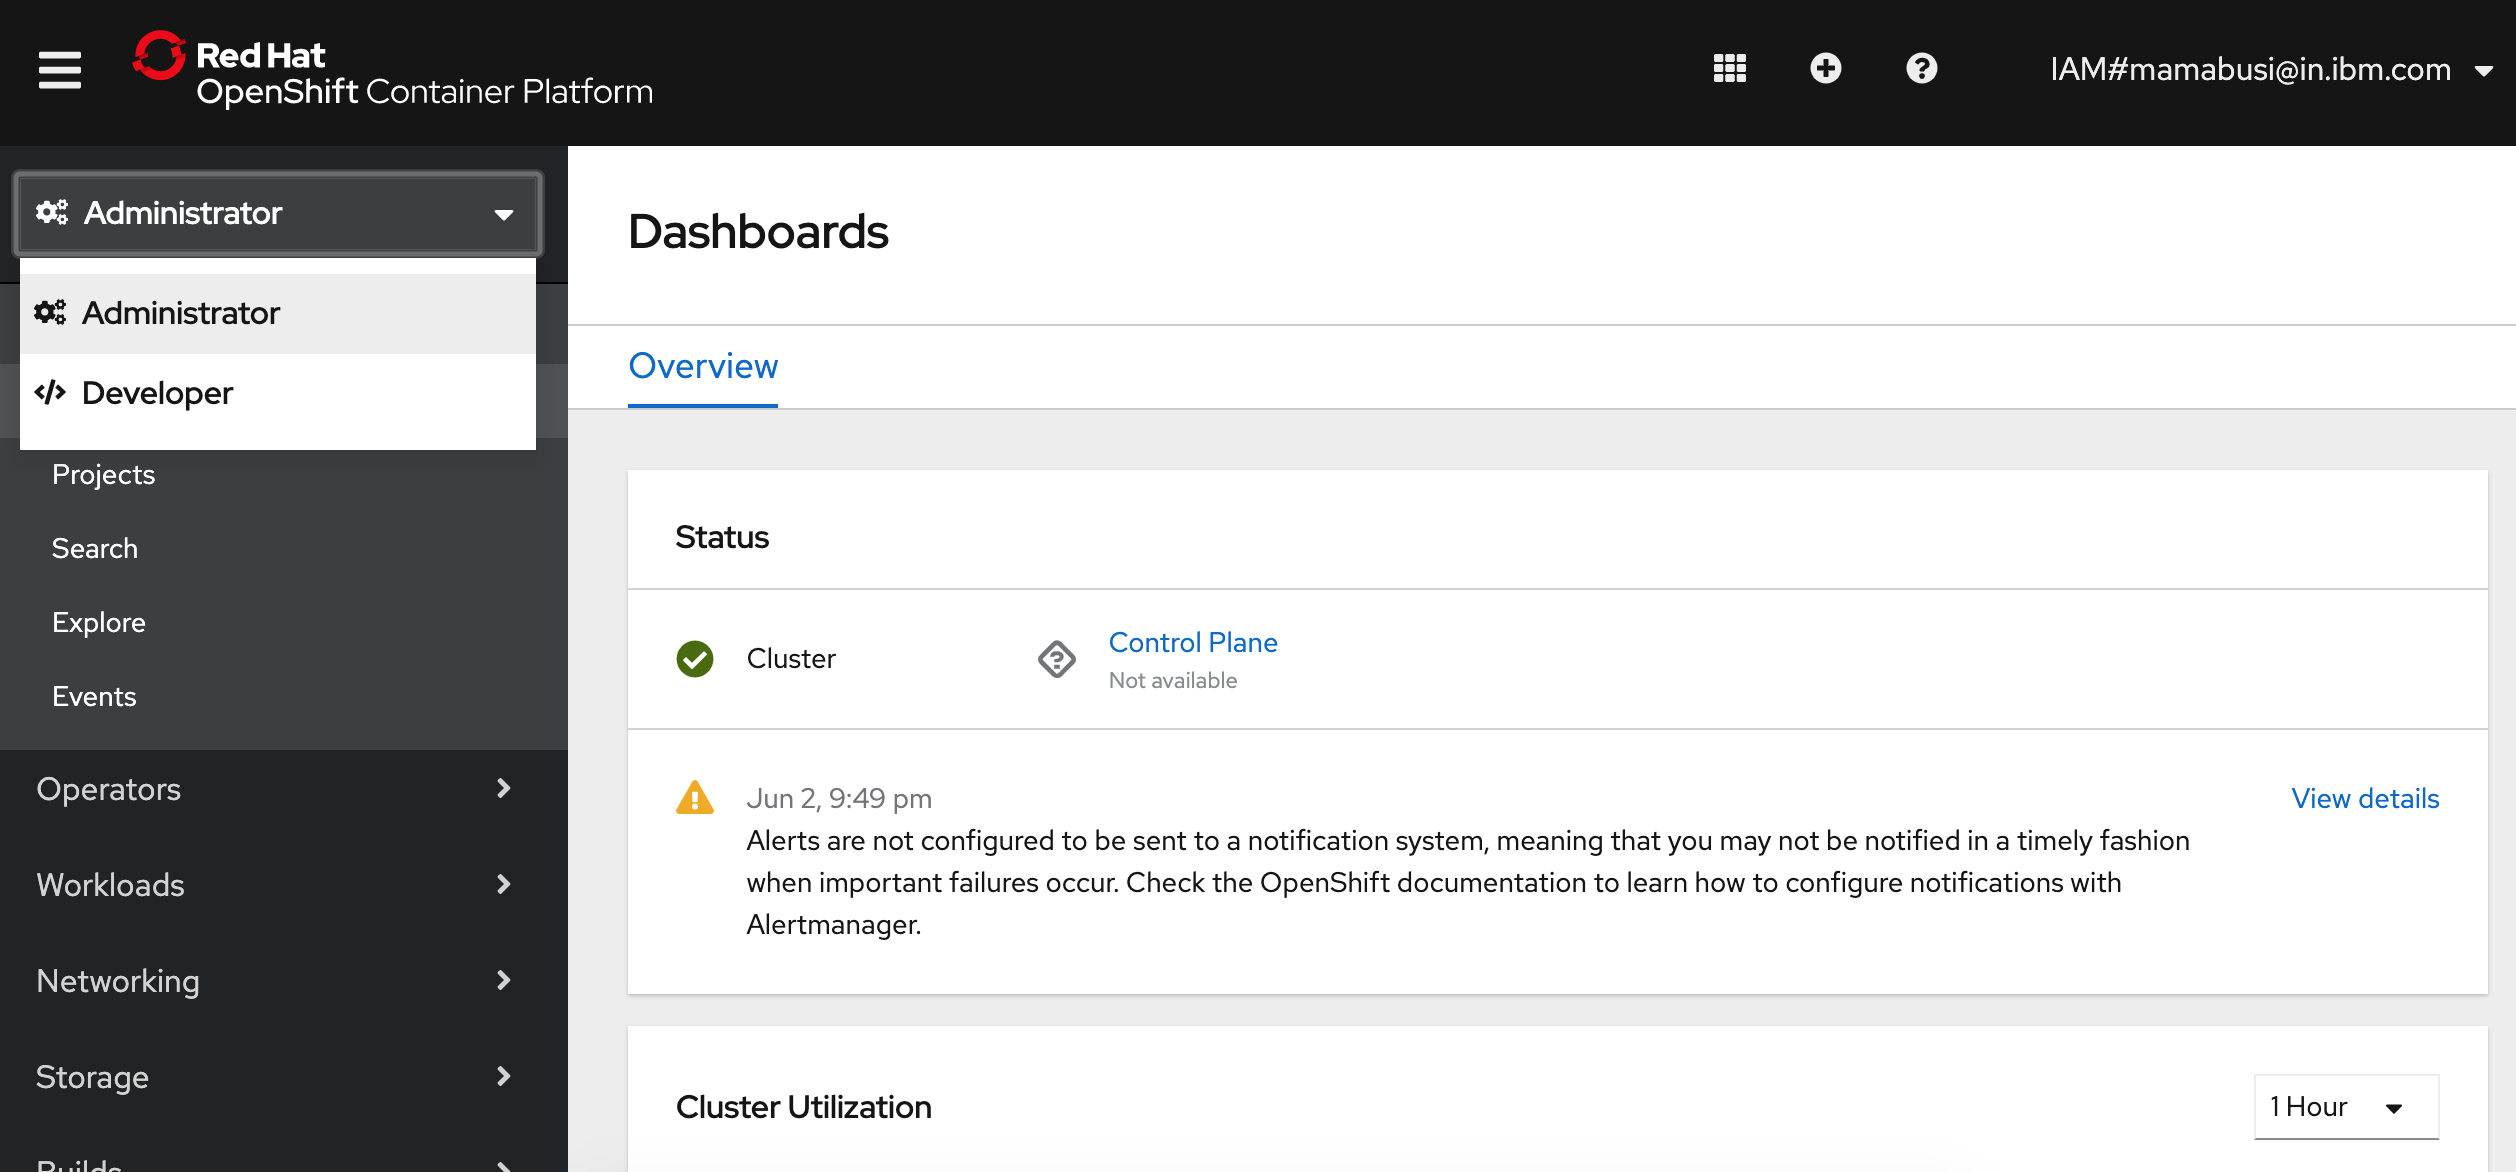 Red Hat
OpenShift Container Platform
IAM#mamabusi@in.ibm.com
Administrator
Administrator
Developer
Projects
Search
Explore
Events
Operators
Workloads
Networking
Storage
Builds
Dashboards
Overview
Status
Cluster
Control Plane
Not available
Jun 2, 9:49 pm
View details
Alerts are not configured to be sent to a notification system, meaning that you may not be notified in a timely fashion
when important failures occur. Check the OpenShift documentation to learn how to configure notifications with
Alertmanager.
Cluster Utilization
1 Hour